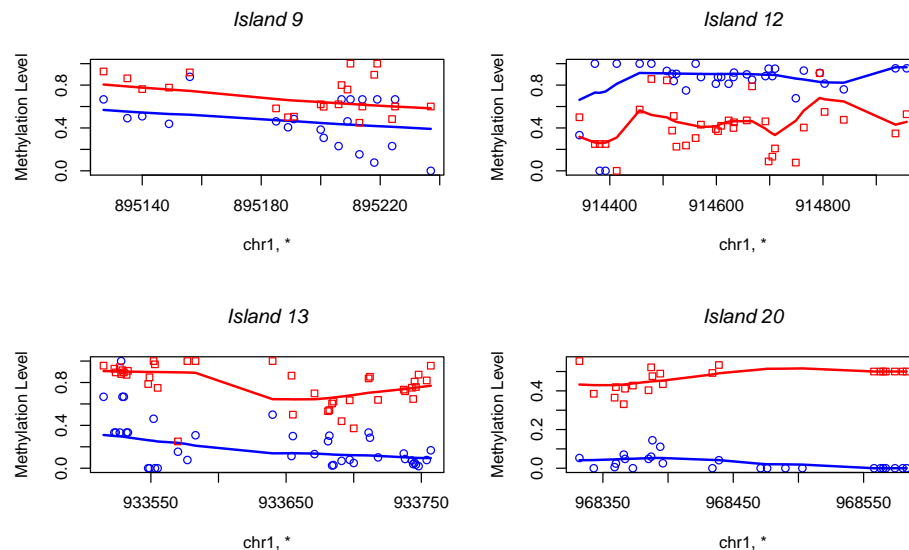 Island 9
Methylation Level
0.0 0.4 0.8
895140 895180 895220
chr1, *
Island 12
Methylation Level
0.0 0.4 0.8
914400 914600 914800
chr1, *
Island 13
Methylation Level
0.0 0.4 0.8
933550 933650 933750
chr1, *
Island 20
Methylation Level
0.0 0.2 0.4
968350 968450 968550
chr1, *